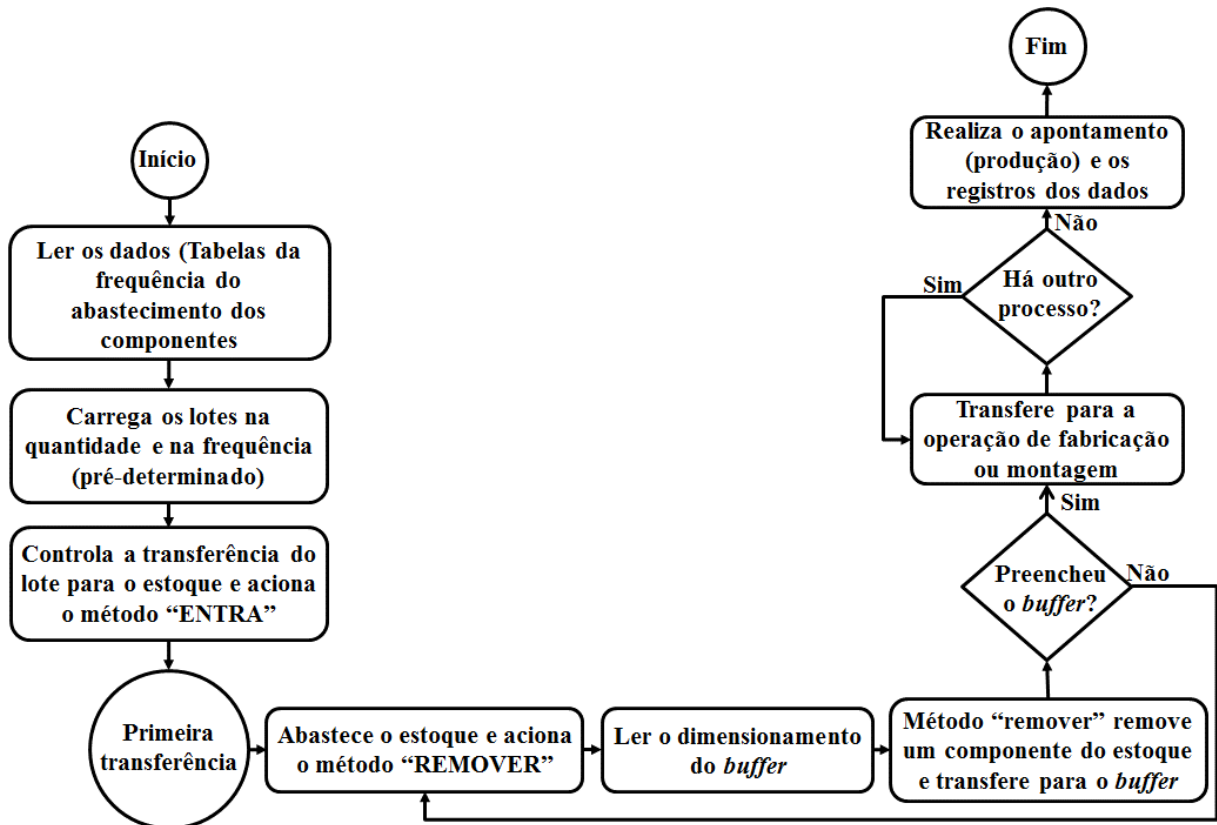 Início
Ler os dados (Tabelas da
frequência do
abastecimento dos
componentes
Carrega os lotes na
quantidade e na frequência
(pré-determinado)
Controla a transferência do
lote para o estoque e aciona
o método “ENTRA”
Primeira
transferência
Abastece o estoque e aciona
o método “REMOVER”
Ler o dimensionamento
do buffer
Método “remover” remove
um componente do estoque
e transfere para o buffer
Preencheu
o buffer?
Não
Sim
Transfere para a
operação de fabricação
ou montagem
Há outro
processo?
Sim
Não
Realiza o apontamento
(produção) e os
registros dos dados
Fim